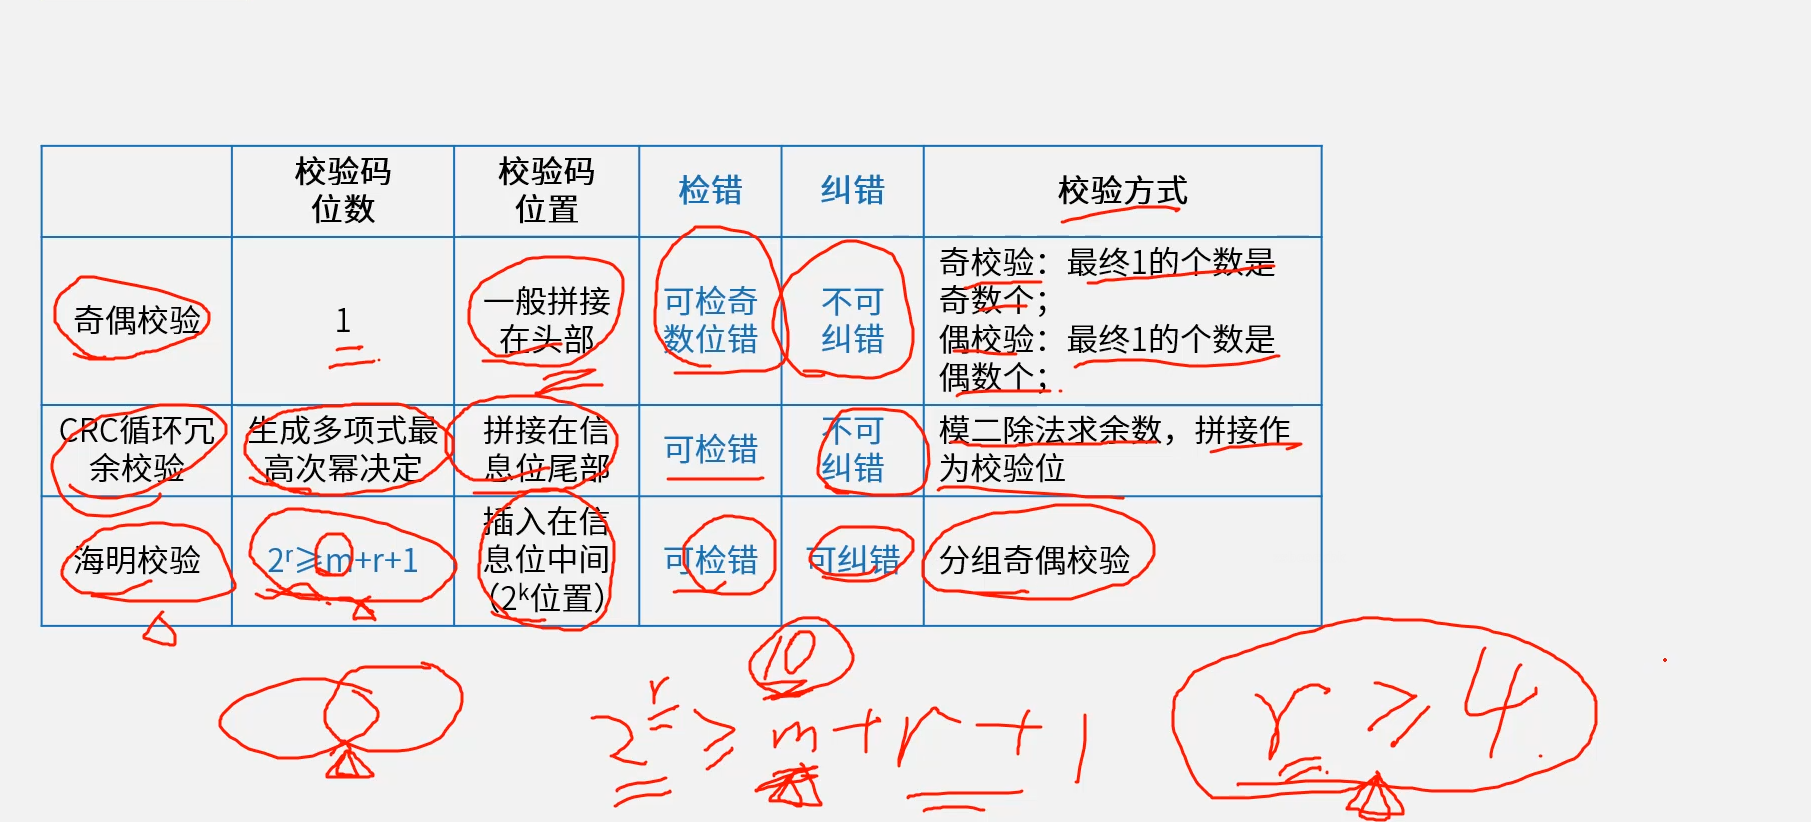 校验码
位数
校验码
位置
检错
纠错
校验方式
奇偶校验
1
一般拼接
在头部
可检奇
数位错
不可
纠错
奇校验：最终1的个数是
奇数个；
偶校验：最终1的个数是
偶数个；
CRC循环冗
余校验
生成多项式最
高次幂决定
拼接在信
息位尾部
可检错
不可
纠错
模二除法求余数，拼接作
为校验位
海明校验
2ʳ≥m+r+1
插入在信
息位中间
（2ᵏ位置）
可检错
可纠错
分组奇偶校验
10
2ʳ≥m+r+1
r≥4